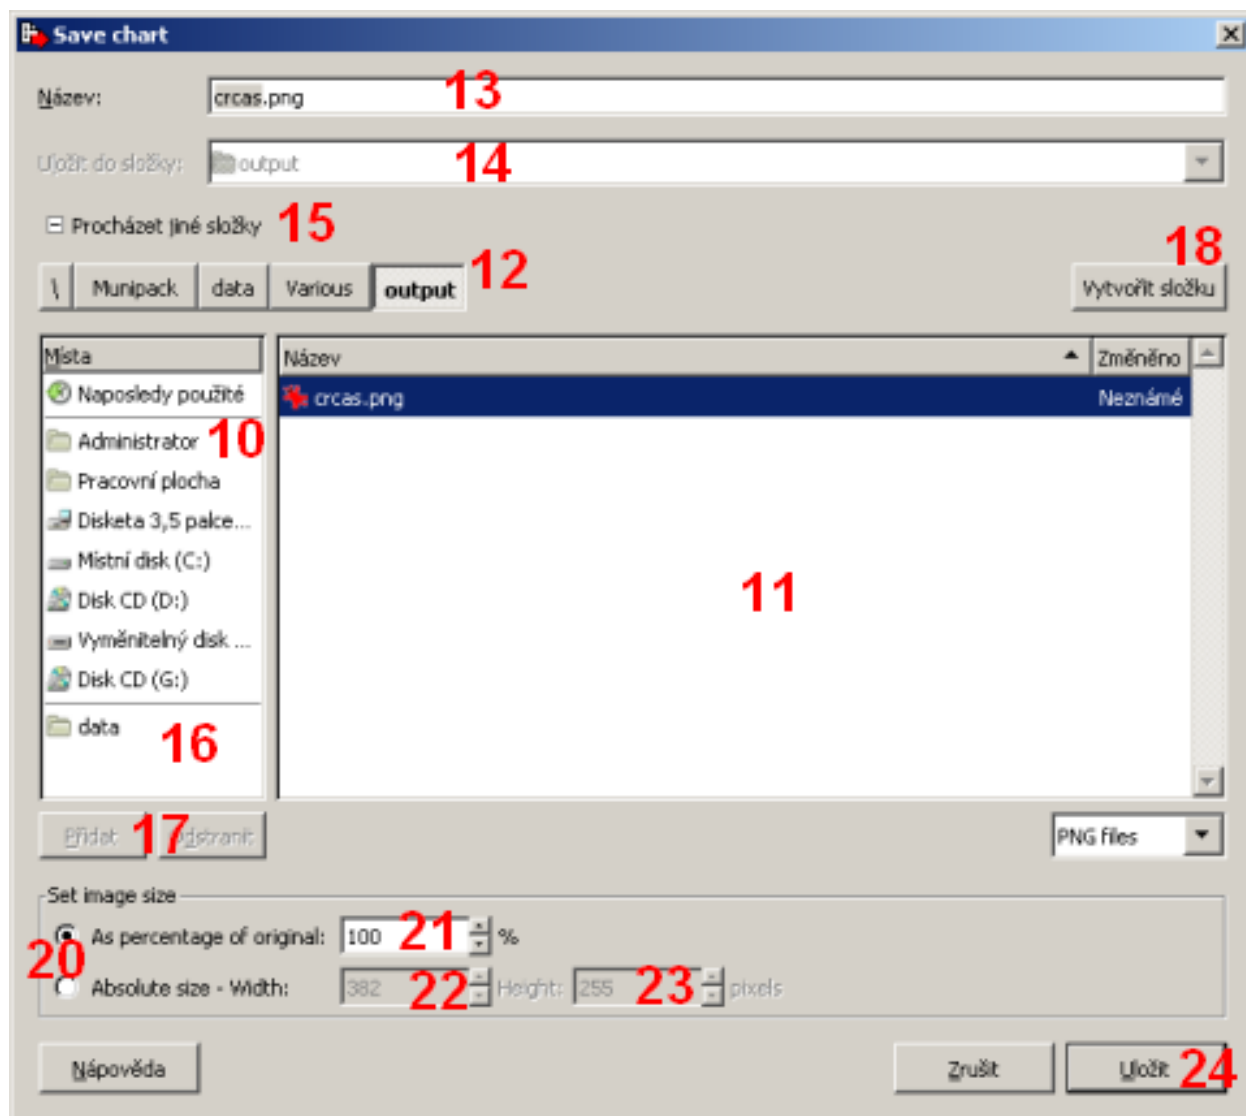 Save chart
Název: crcas.png 13
Uložit do složky: output 14
Procházet jiné složky 15
18
\ Munipack data Various output 12 Vytvořit složku
Místa Název Změněno
Naposledy použité crcas.png Neznámé
Administrator 10
Pracovní plocha
Disketa 3,5 palce...
Místní disk (C:)
Disk CD (D:) 11
Vyměnitelný disk ...
Disk CD (G:)
data 16
Přidat 17 Odstranit PNG files
Set image size
As percentage of original: 100 21 %
20
Absolute size - Width: 382 22 Height: 255 23 pixels
Nápověda Zrušit Uložit 24